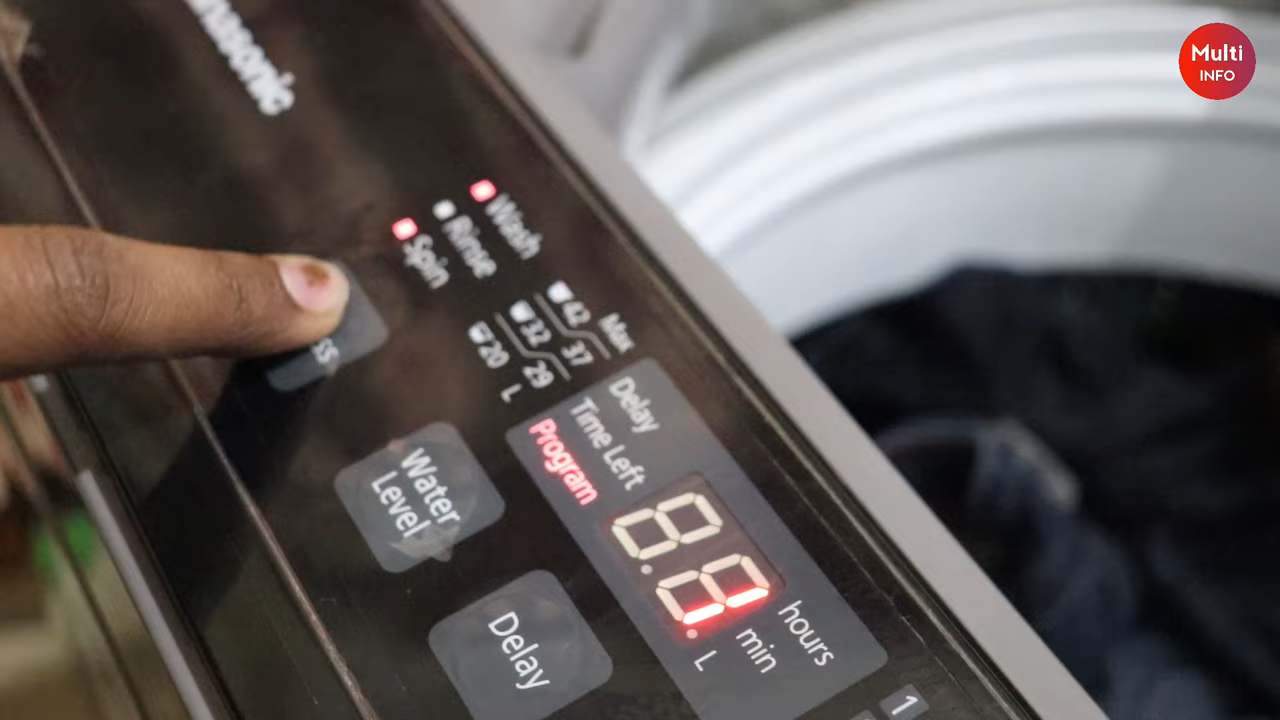 Multi
INFO
Panasonic
Wash
Rinse
Spin
Max
42
37
32
29
20
L
Delay
Time Left
Program
hours
min
L
Water
Level
Delay
1